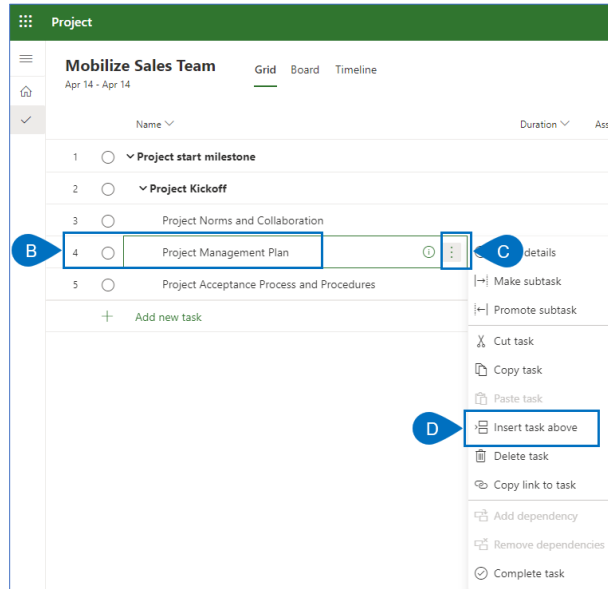 Project
Mobilize Sales Team
Grid Board Timeline
Apr 14 - Apr 14
Name Duration Ass
1 Project start milestone
2 Project Kickoff
3 Project Norms and Collaboration
B 4 Project Management Plan C details
5 Project Acceptance Process and Procedures
Make subtask
Promote subtask
Add new task
Cut task
Copy task
Paste task
D Insert task above
Delete task
Copy link to task
Add dependency
Remove dependencies
Complete task